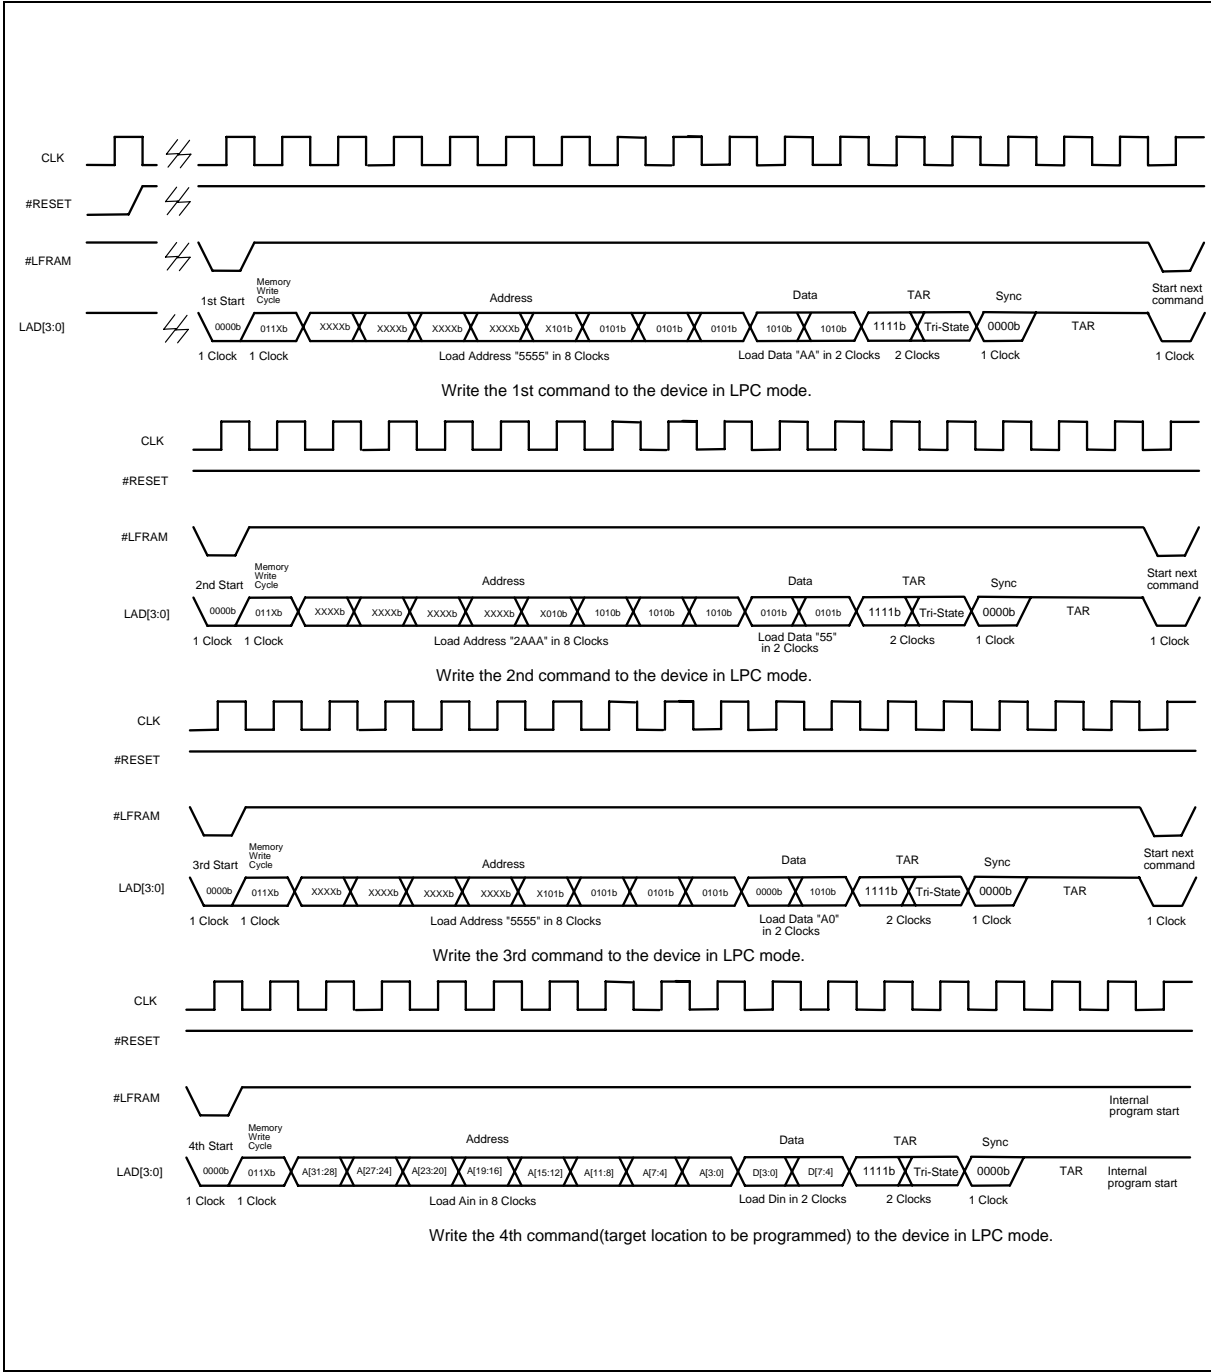 CLK
#RESET
#LFRAM
Memory
Write
Cycle
1st Start
Address
Data
TAR
Sync
Start next
command
LAD[3:0]
0000b 011Xb XXXXb XXXXb XXXXb XXXXb X101b 0101b 0101b 0101b 1010b 1010b 1111b Tri-State 0000b TAR
1 Clock 1 Clock Load Address "5555" in 8 Clocks Load Data "AA" in 2 Clocks 2 Clocks 1 Clock 1 Clock
Write the 1st command to the device in LPC mode.
CLK
#RESET
#LFRAM
Memory
Write
Cycle
2nd Start
Address
Data
TAR
Sync
Start next
command
LAD[3:0]
0000b 011Xb XXXXb XXXXb XXXXb XXXXb X010b 1010b 1010b 1010b 0101b 0101b 1111b Tri-State 0000b TAR
1 Clock 1 Clock Load Address "2AAA" in 8 Clocks
Load Data "55"
in 2 Clocks
2 Clocks 1 Clock 1 Clock
Write the 2nd command to the device in LPC mode.
CLK
#RESET
#LFRAM
Memory
Write
Cycle
3rd Start
Address
Data
TAR
Sync
Start next
command
LAD[3:0]
0000b 011Xb XXXXb XXXXb XXXXb XXXXb X101b 0101b 0101b 0101b 0000b 1010b 1111b Tri-State 0000b TAR
1 Clock 1 Clock Load Address "5555" in 8 Clocks
Load Data "A0"
in 2 Clocks
2 Clocks 1 Clock 1 Clock
Write the 3rd command to the device in LPC mode.
CLK
#RESET
#LFRAM
Internal
program start
Memory
Write
Cycle
4th Start
Address
Data
TAR
Sync
LAD[3:0]
0000b 011Xb A[31:28] A[27:24] A[23:20] A[19:16] A[15:12] A[11:8] A[7:4] A[3:0] D[3:0] D[7:4] 1111b Tri-State 0000b TAR
Internal
program start
1 Clock 1 Clock Load Ain in 8 Clocks Load Din in 2 Clocks 2 Clocks 1 Clock
Write the 4th command(target location to be programmed) to the device in LPC mode.